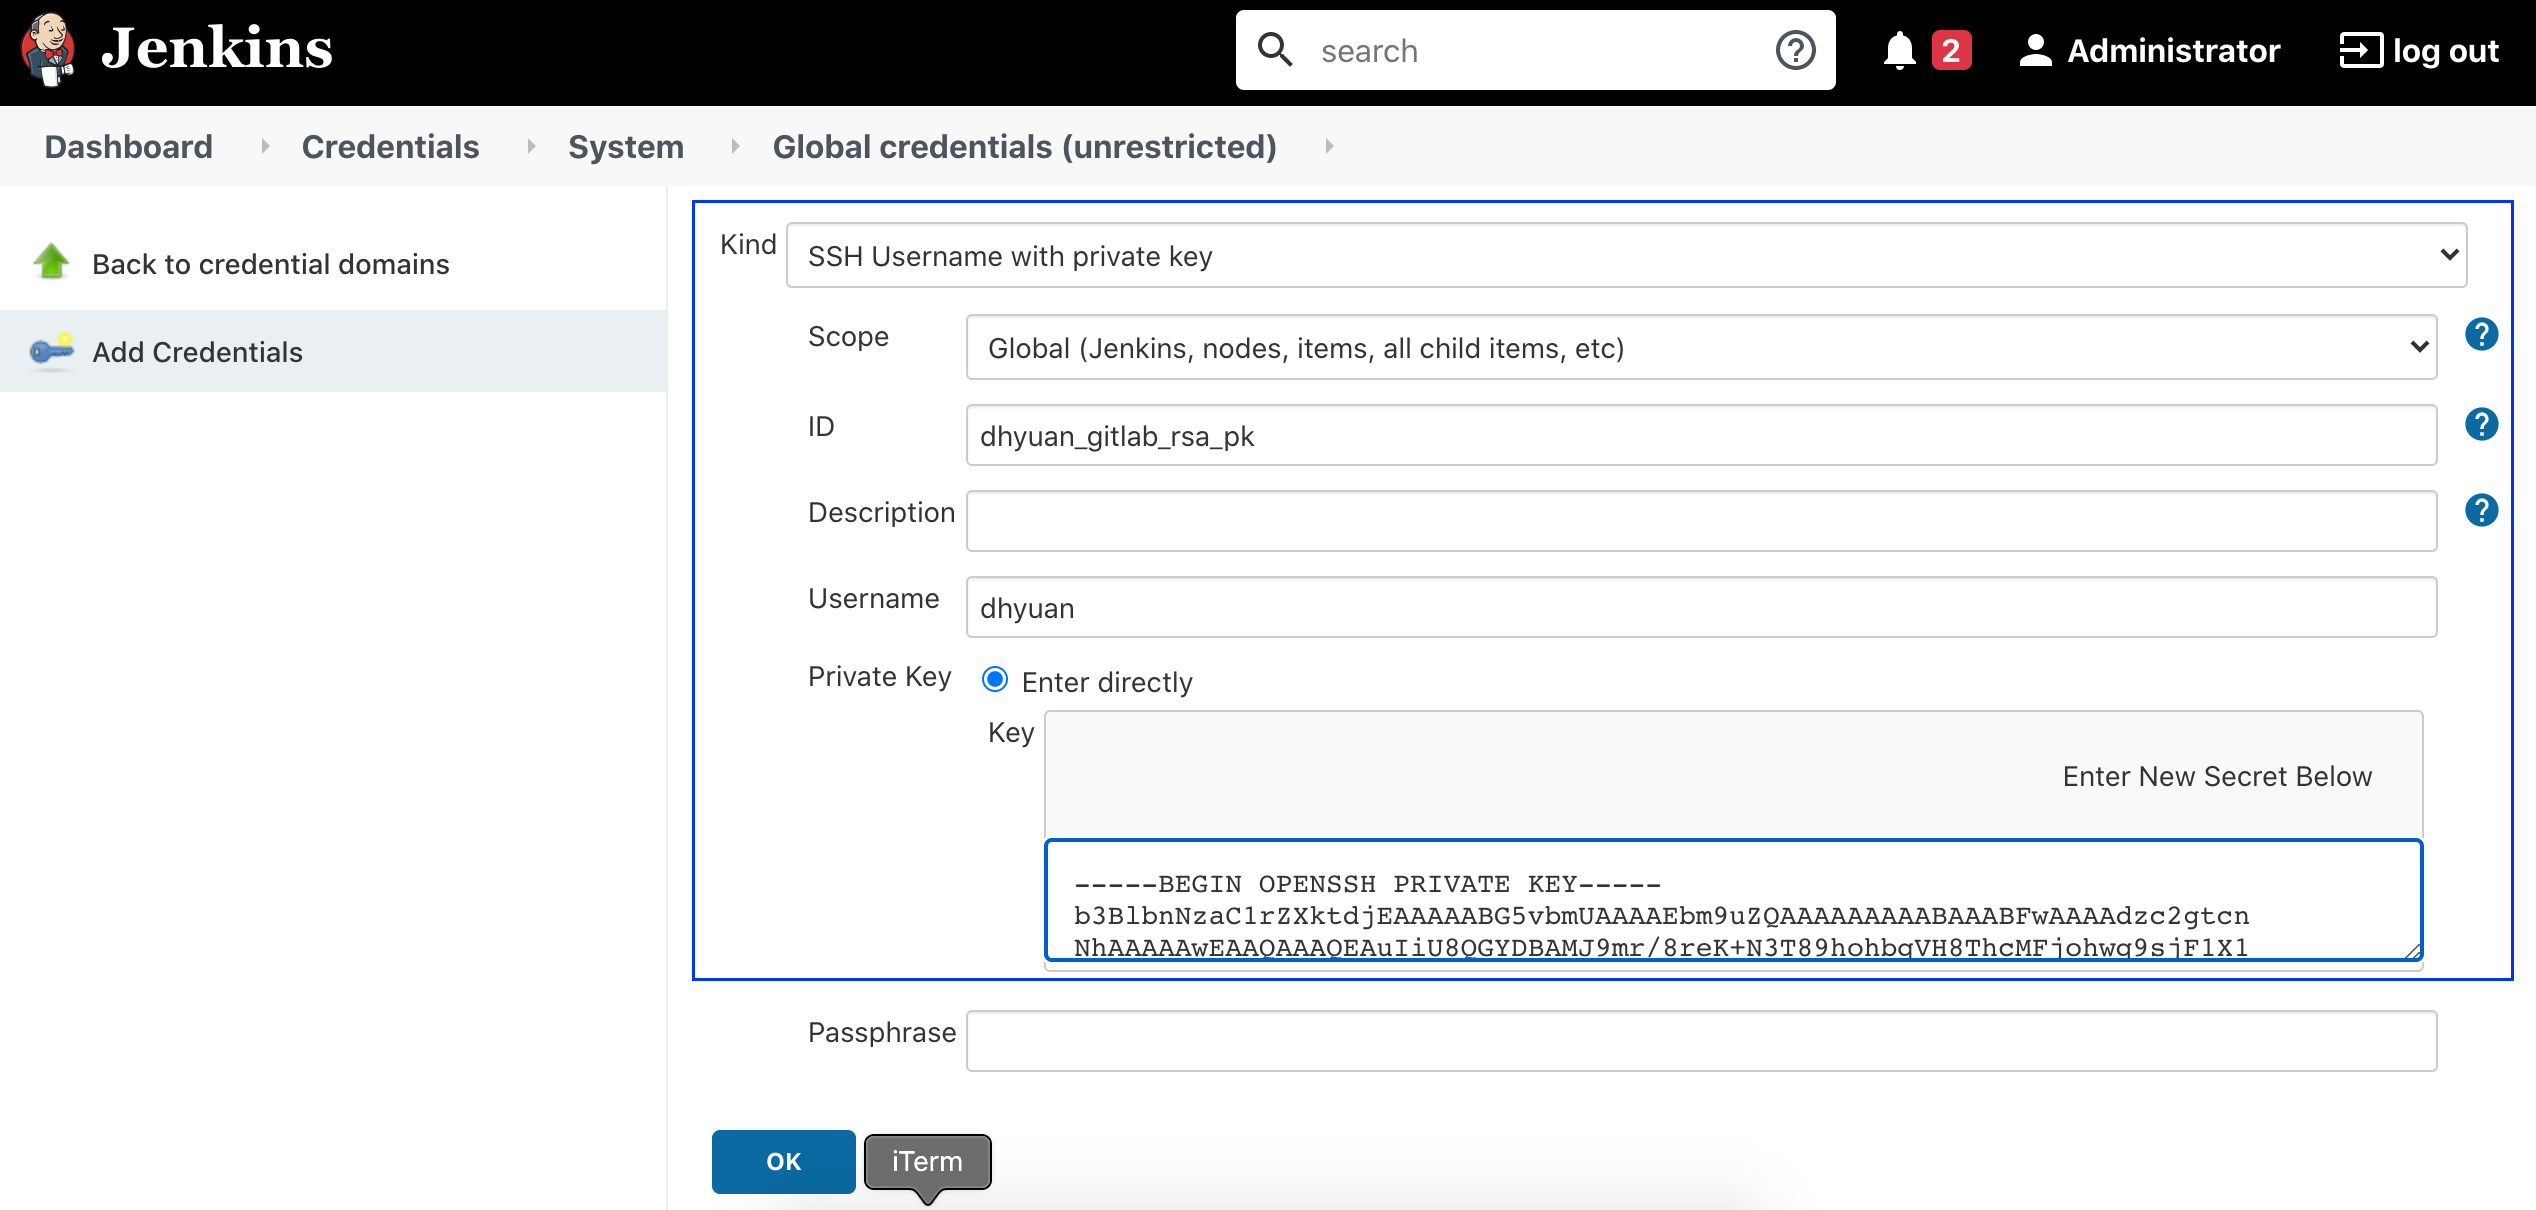 Jenkins
search
2
Administrator
log out
Dashboard
Credentials
System
Global credentials (unrestricted)
Back to credential domains
Add Credentials
Kind
SSH Username with private key
Scope
Global (Jenkins, nodes, items, all child items, etc)
ID
dhyuan_gitlab_rsa_pk
Description
Username
dhyuan
Private Key
Enter directly
Key
Enter New Secret Below
-----BEGIN OPENSSH PRIVATE KEY-----
b3BlbnNzaC1rZXktdjEAAAAABG5vbmUAAAAEbm9uZQAAAAAAAAABAAABFwAAAAdzc2gtcn
NhAAAAAwEAAQAAAQEAuIiU8QGYDBAMJ9mr/8reK+N3T89hohbqVH8ThcMFjohwq9sjF1X1
Passphrase
OK
iTerm